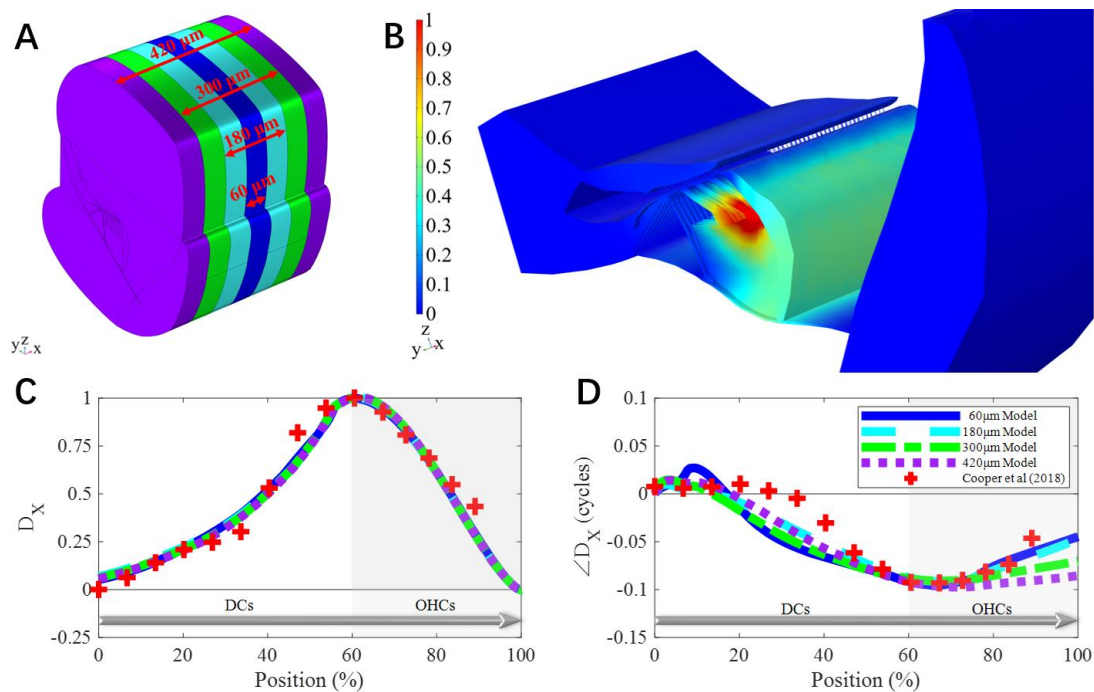 A
420 μm
300 μm
180 μm
60 μm
y z x
B
1
0.9
0.8
0.7
0.6
0.5
0.4
0.3
0.2
0.1
0
z
y x
C
1
0.75
0.5
0.25
0
-0.25
D_X
DCs
OHCs
0 20 40 60 80 100
Position (%)
D
0.1
0.05
0
-0.05
-0.1
-0.15
∠D_X (cycles)
60μm Model
180μm Model
300μm Model
420μm Model
Cooper et al (2018)
DCs
OHCs
0 20 40 60 80 100
Position (%)